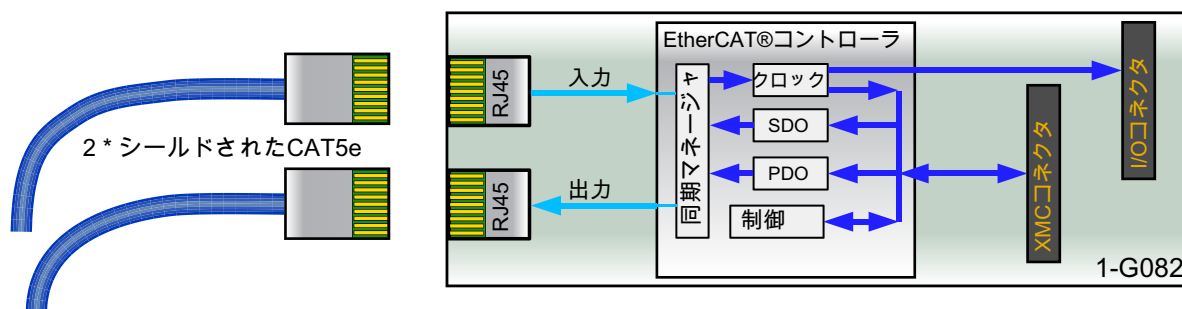 2 * シールドされたCAT5e
RJ45
入力
RJ45
出力
EtherCAT®コントローラ
同期マネージャ
クロック
SDO
PDO
制御
XMCコネクタ
I/Oコネクタ
1-G082